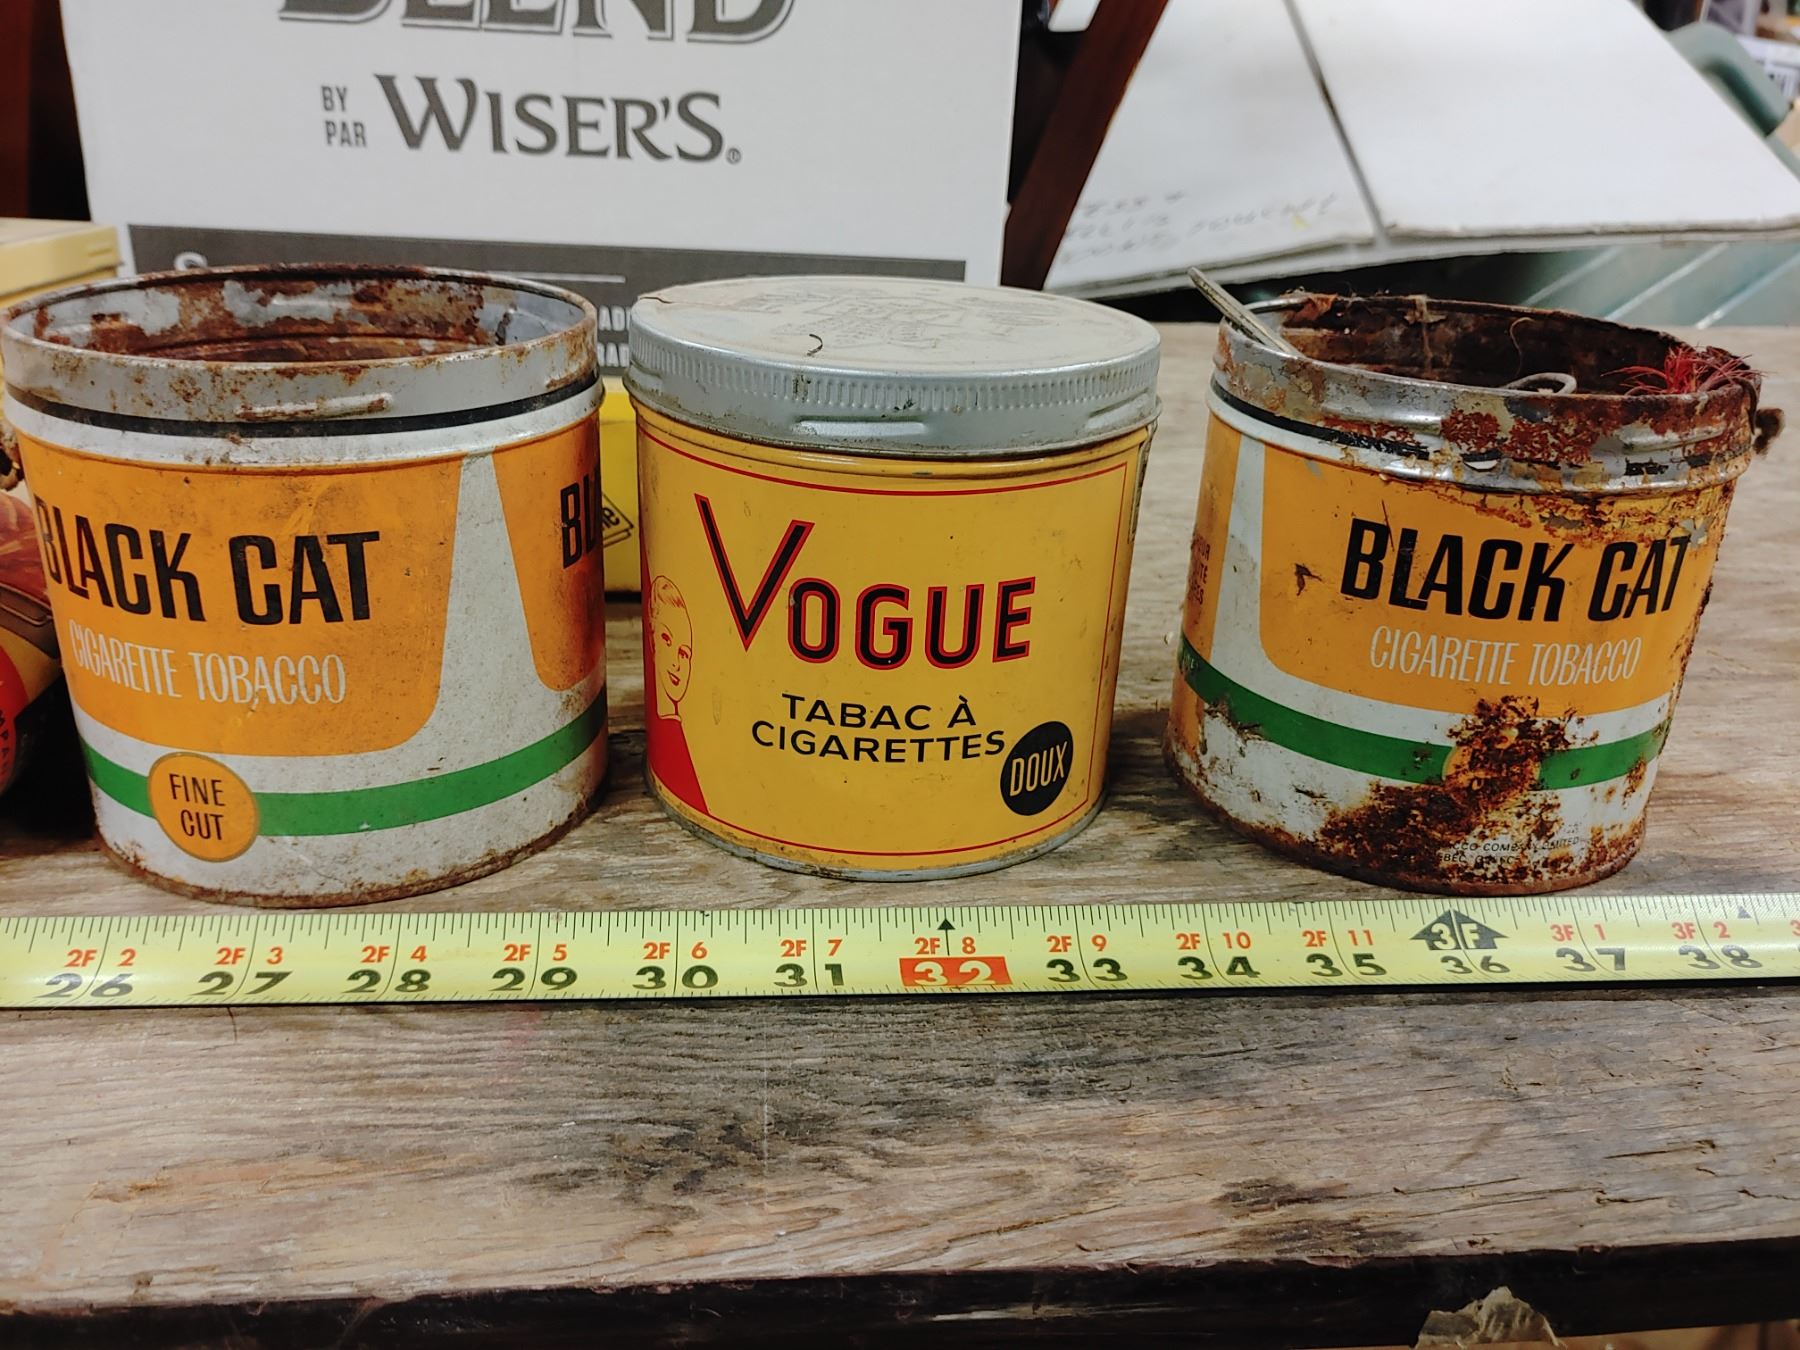 BLEND
BY
PAR
WISER'S®
BLACK CAT
CIGARETTE TOBACCO
FINE
CUT
VOGUE
TABAC À
CIGARETTES
DOUX
BLACK CAT
CIGARETTE TOBACCO
2F 2 2F 3 2F 4 2F 5 2F 6 2F 7 2F 8 2F 9 2F 10 2F 11 3F 3F 1 3F 2
26 27 28 29 30 31 32 33 34 35 36 37 38